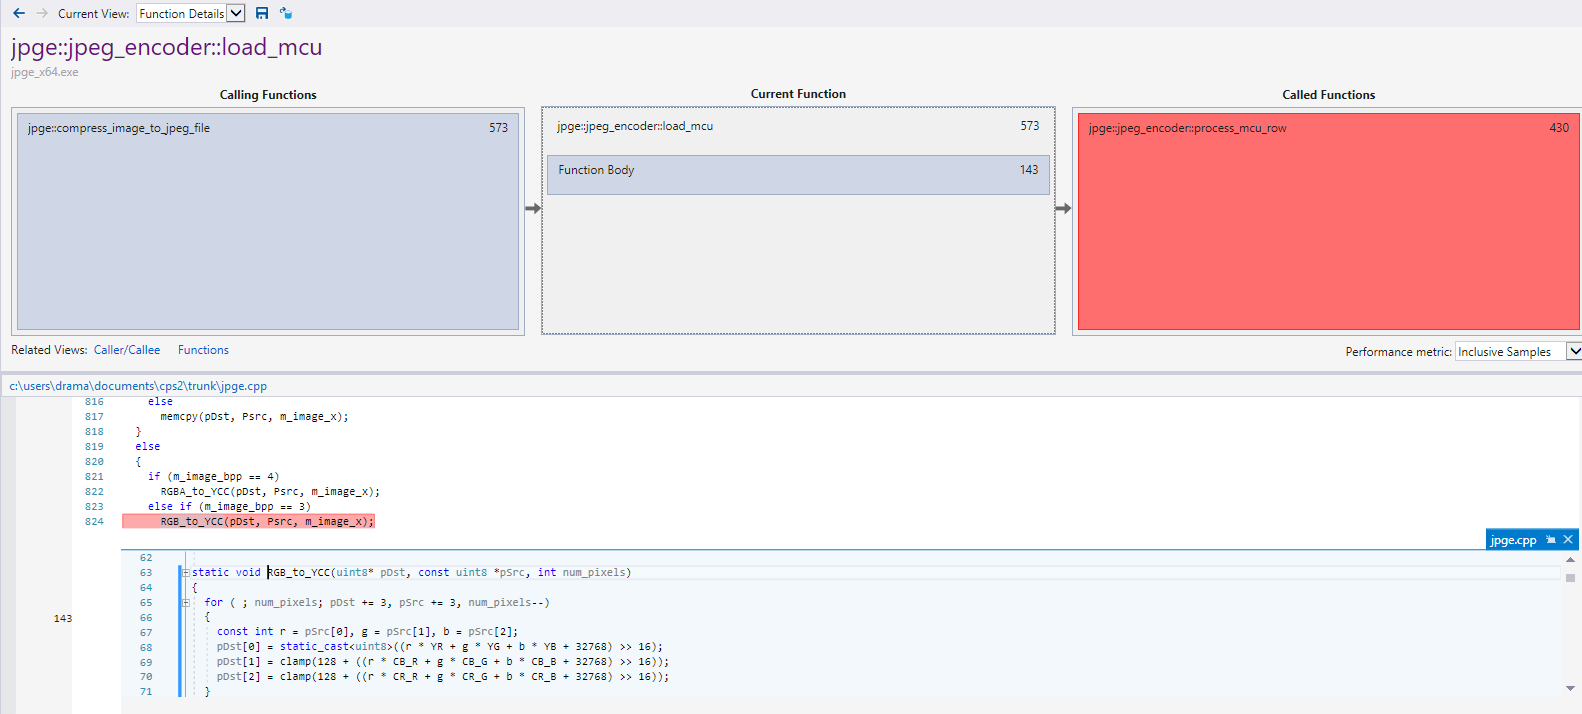 Current View: Function Details
jpge::jpeg_encoder::load_mcu
jpge_x64.exe
Calling Functions
Current Function
Called Functions
jpge::compress_image_to_jpeg_file 573
jpge::jpeg_encoder::load_mcu 573
Function Body 143
jpge::jpeg_encoder::process_mcu_row 430
Related Views: Caller/Callee Functions
Performance metric: Inclusive Samples
c:\users\drama\documents\cps2\trunk\jpge.cpp
816 else
817 memcpy(pDst, Psrc, m_image_x);
818 }
819 else
820 {
821 if (m_image_bpp == 4)
822 RGBA_to_YCC(pDst, Psrc, m_image_x);
823 else if (m_image_bpp == 3)
824 RGB_to_YCC(pDst, Psrc, m_image_x);
jpge.cpp
62
63 static void RGB_to_YCC(uint8* pDst, const uint8 *pSrc, int num_pixels)
64 {
65 for ( ; num_pixels; pDst += 3, pSrc += 3, num_pixels--)
143 66 {
67 const int r = pSrc[0], g = pSrc[1], b = pSrc[2];
68 pDst[0] = static_cast<uint8>((r * YR + g * YG + b * YB + 32768) >> 16);
69 pDst[1] = clamp(128 + ((r * CB_R + g * CB_G + b * CB_B + 32768) >> 16));
70 pDst[2] = clamp(128 + ((r * CR_R + g * CR_G + b * CR_B + 32768) >> 16));
71 }